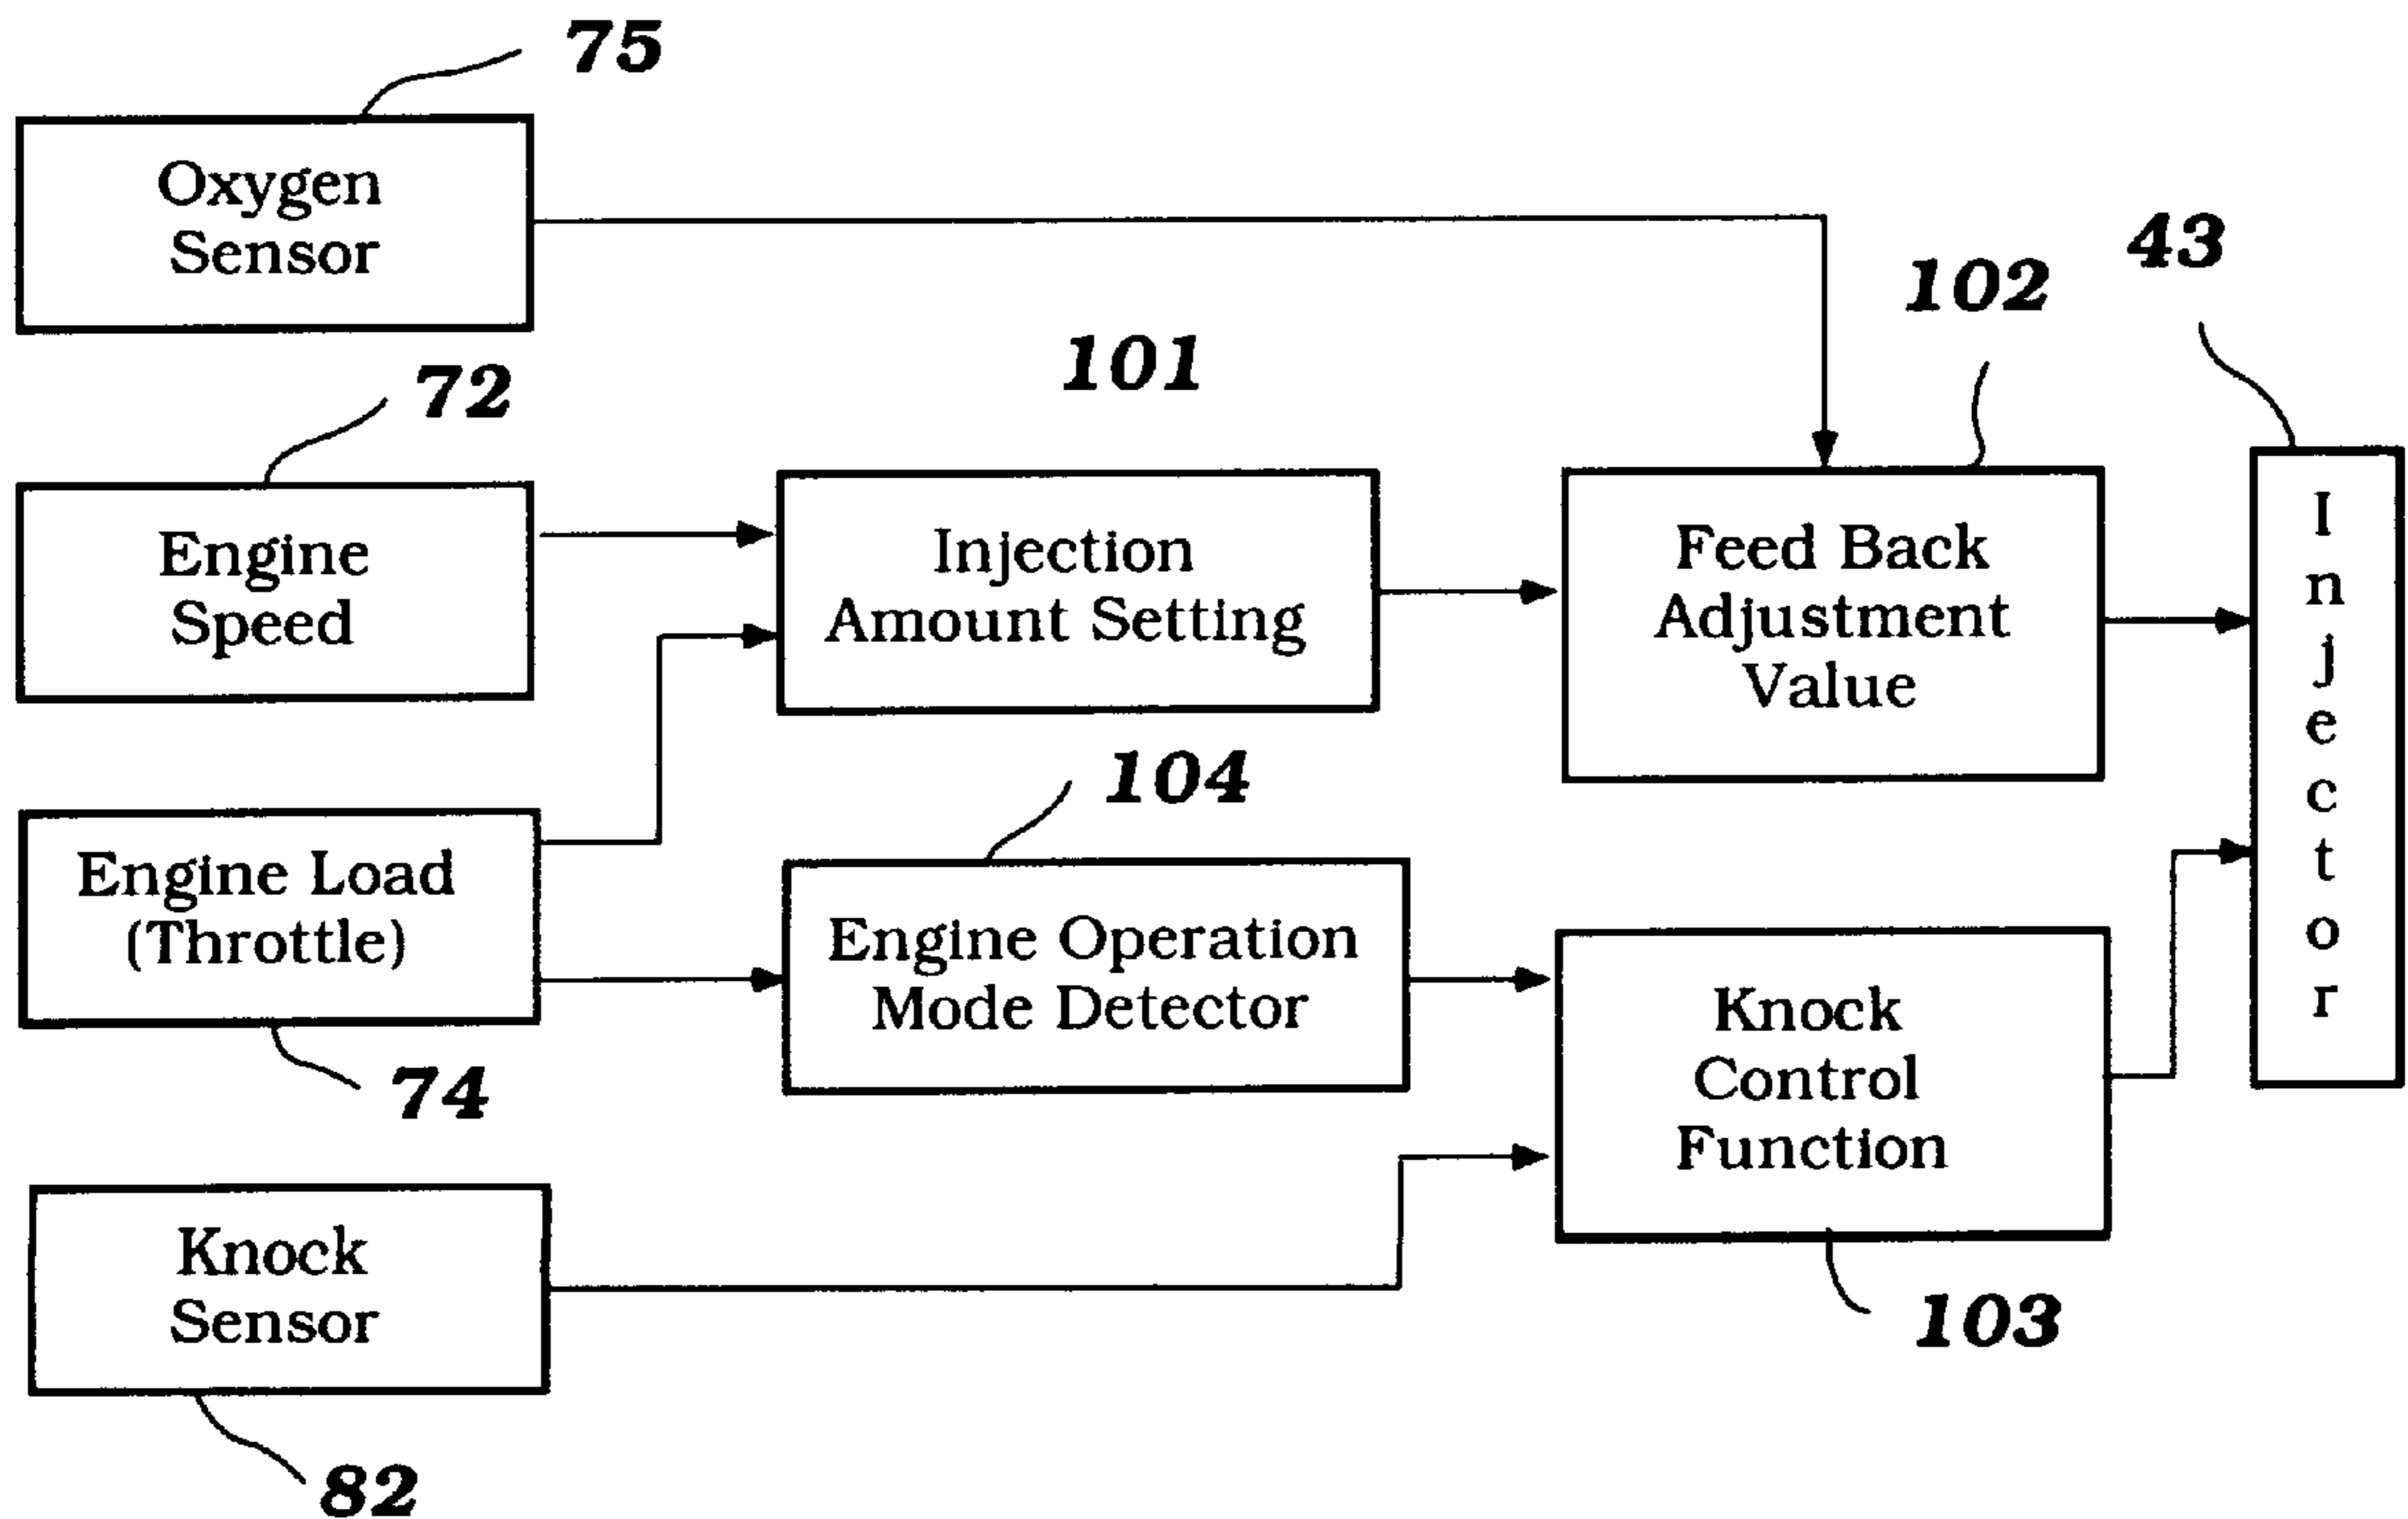 75
Oxygen
Sensor
43
102
101
72
Engine
Speed
Injection
Amount Setting
Feed Back
Adjustment
Value
Injector
104
Engine Load
(Throttle)
Engine Operation
Mode Detector
Knock
Control
Function
74
Knock
Sensor
103
82